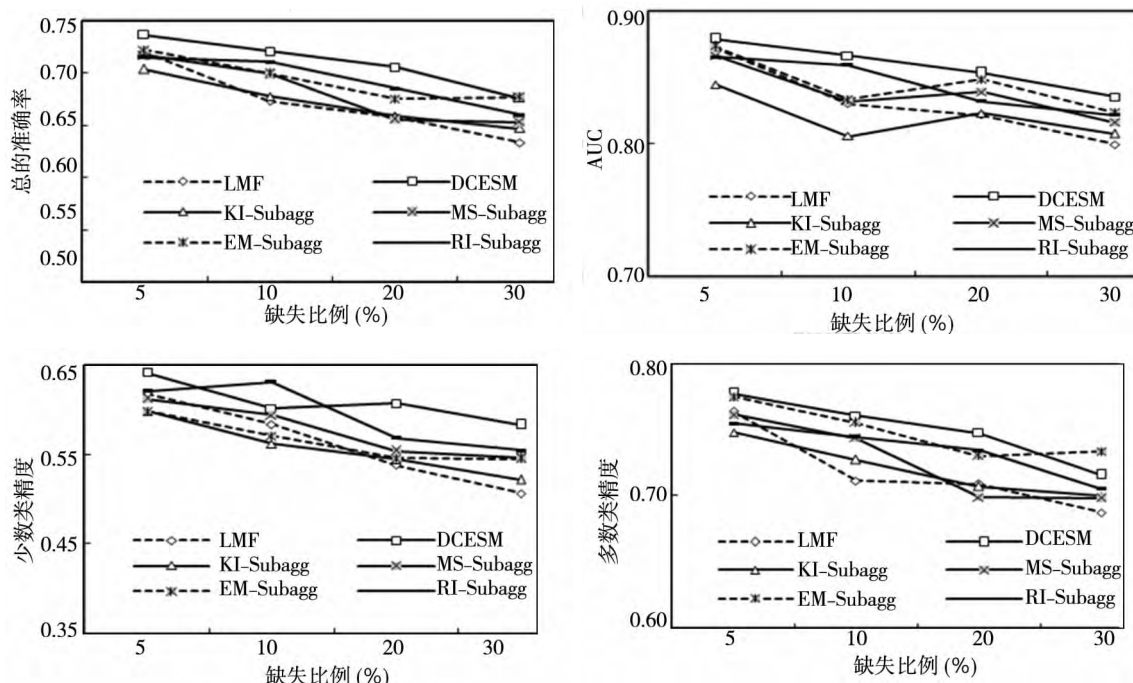 0.75
0.70
0.65
0.60
0.55
0.50
总的准确率
LMF
DCESM
KI-Subagg
MS-Subagg
EM-Subagg
RI-Subagg
5
10
20
30
缺失比例(%)
0.90
0.80
0.70
AUC
LMF
DCESM
KI-Subagg
MS-Subagg
EM-Subagg
RI-Subagg
5
10
20
30
缺失比例(%)
0.65
0.55
0.45
0.35
少数类精度
LMF
DCESM
KI-Subagg
MS-Subagg
EM-Subagg
RI-Subagg
5
10
20
30
缺失比例(%)
0.80
0.70
0.60
多数类精度
LMF
DCESM
KI-Subagg
MS-Subagg
EM-Subagg
RI-Subagg
5
10
20
30
缺失比例(%)